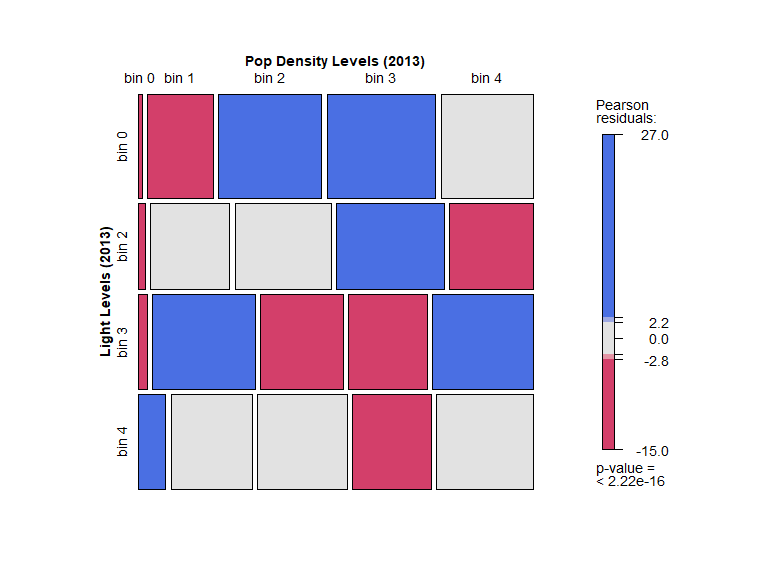 Pop Density Levels (2013)
bin 0 bin 1 bin 2 bin 3 bin 4
Light Levels (2013)
bin 0
bin 2
bin 3
bin 4
Pearson
residuals:
27.0
2.2
0.0
-2.8
-15.0
p-value =
< 2.22e-16